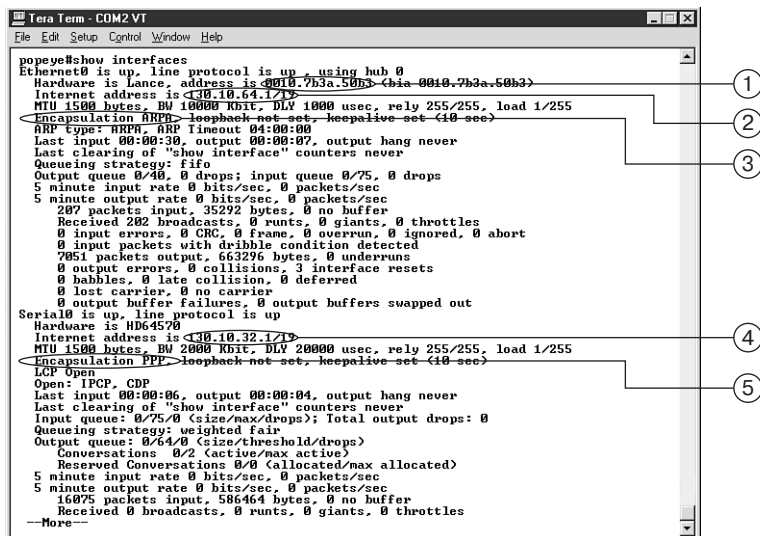 Tera Term - COM2 VT
File Edit Setup Control Window Help
popeye#show interfaces
Ethernet0 is up, line protocol is up , using hub 0
Hardware is Lance, address is 0010.7b3a.50b3 (bia 0010.7b3a.50b3)
1
Internet address is 130.10.64.1/19
2
MTU 1500 bytes, BW 10000 Kbit, DLY 1000 usec, rely 255/255, load 1/255
Encapsulation ARPA, loopback not set, keepalive set (10 sec)
3
ARP type: ARPA, ARP Timeout 04:00:00
Last input 00:00:30, output 00:00:07, output hang never
Last clearing of "show interface" counters never
Queueing strategy: fifo
Output queue 0/40, 0 drops; input queue 0/75, 0 drops
5 minute input rate 0 bits/sec, 0 packets/sec
5 minute output rate 0 bits/sec, 0 packets/sec
207 packets input, 35292 bytes, 0 no buffer
Received 202 broadcasts, 0 runts, 0 giants, 0 throttles
0 input errors, 0 CRC, 0 frame, 0 overrun, 0 ignored, 0 abort
0 input packets with dribble condition detected
7051 packets output, 663296 bytes, 0 underruns
0 output errors, 0 collisions, 3 interface resets
0 babbles, 0 late collision, 0 deferred
0 lost carrier, 0 no carrier
0 output buffer failures, 0 output buffers swapped out
Serial0 is up, line protocol is up
Hardware is HD64570
Internet address is 130.10.32.1/19
4
MTU 1500 bytes, BW 2000 Kbit, DLY 20000 usec, rely 255/255, load 1/255
Encapsulation PPP, loopback not set, keepalive set (10 sec)
5
LCP Open
Open: IPCP, CDP
Last input 00:00:06, output 00:00:04, output hang never
Last clearing of "show interface" counters never
Input queue: 0/75/0 (size/max/drops); Total output drops: 0
Queueing strategy: weighted fair
Output queue: 0/64/0 (size/threshold/drops)
Conversations 0/2 (active/max active)
Reserved Conversations 0/0 (allocated/max allocated)
5 minute input rate 0 bits/sec, 0 packets/sec
5 minute output rate 0 bits/sec, 0 packets/sec
16075 packets input, 586464 bytes, 0 no buffer
Received 0 broadcasts, 0 runts, 0 giants, 0 throttles
--More--